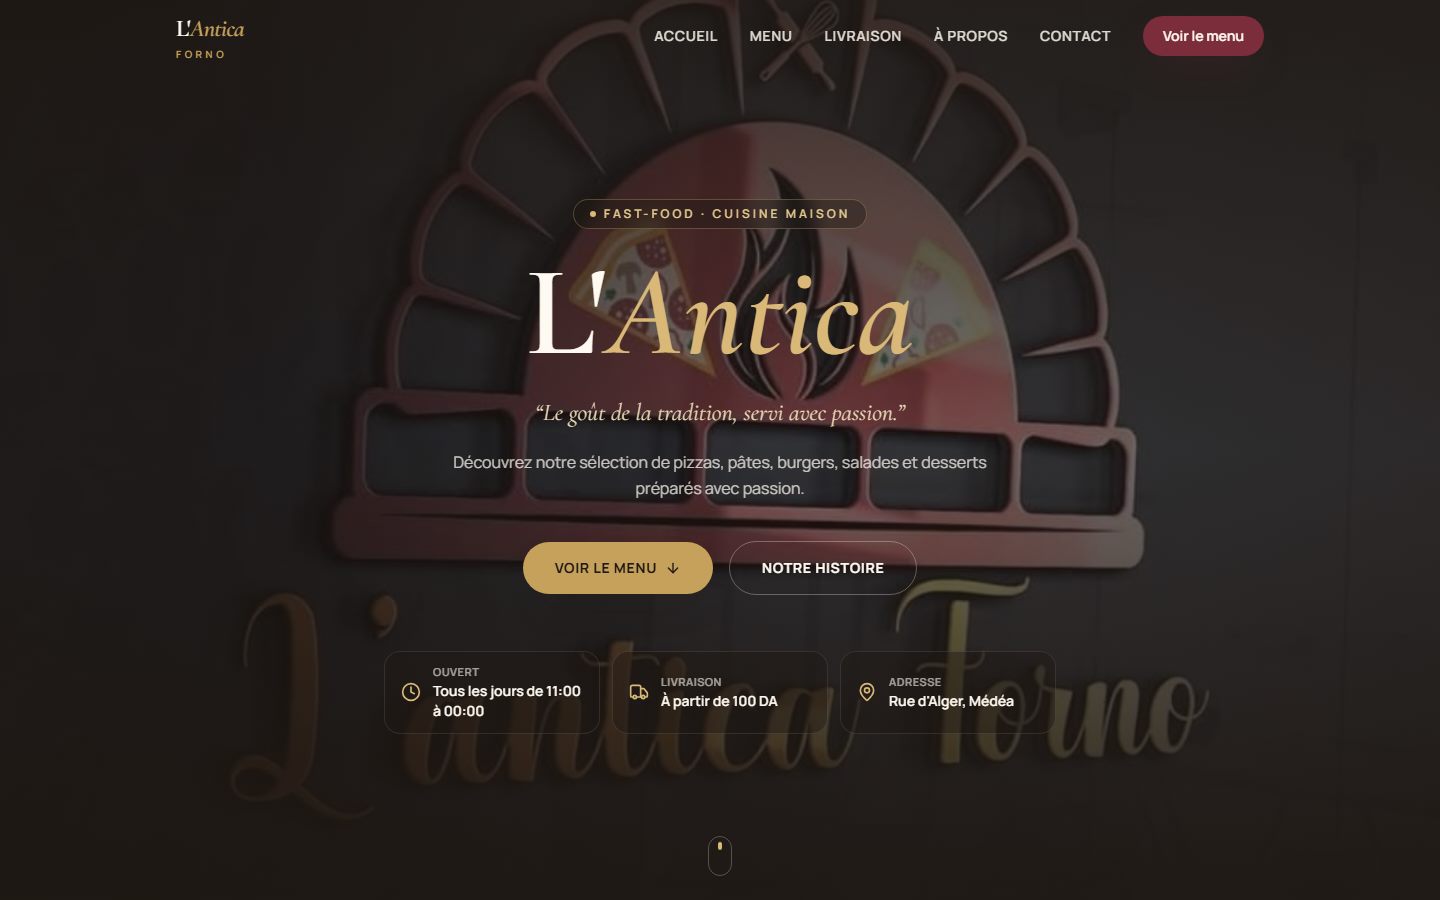 L'Antica
FORNO
ACCUEIL
MENU
LIVRAISON
À PROPOS
CONTACT
Voir le menu
FAST-FOOD · CUISINE MAISON
L'Antica
“Le goût de la tradition, servi avec passion.”
Découvrez notre sélection de pizzas, pâtes, burgers, salades et desserts
préparés avec passion.
VOIR LE MENU
NOTRE HISTOIRE
OUVERT
Tous les jours de 11:00
à 00:00
LIVRAISON
À partir de 100 DA
ADRESSE
Rue d'Alger, Médéa
L'antica Forno